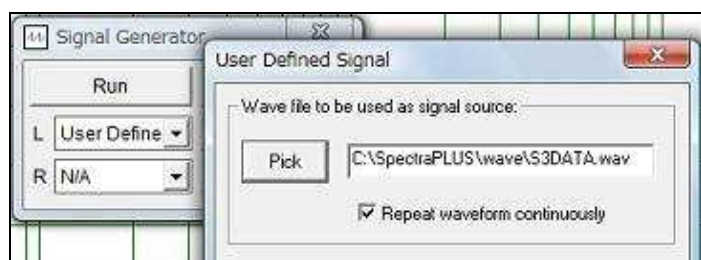 Signal Generator
Run
L User Define
R N/A
User Defined Signal
Wave file to be used as signal source:
Pick C:\SpectraPLUS\wave\S3DATA.wav
Repeat waveform continuously